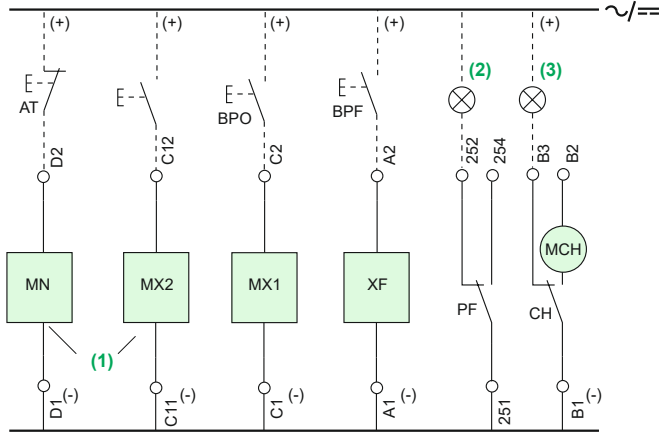 (+) (+) (+) (+) (+) (+)
(2) (3)
AT BPO BPF
D2 C12 C2 A2 252 254 B3 B2
MN MX2 MX1 XF MCH
PF CH
(1)
D1 (-) C11 (-) C1 (-) A1 (-) 251 B1 (-)